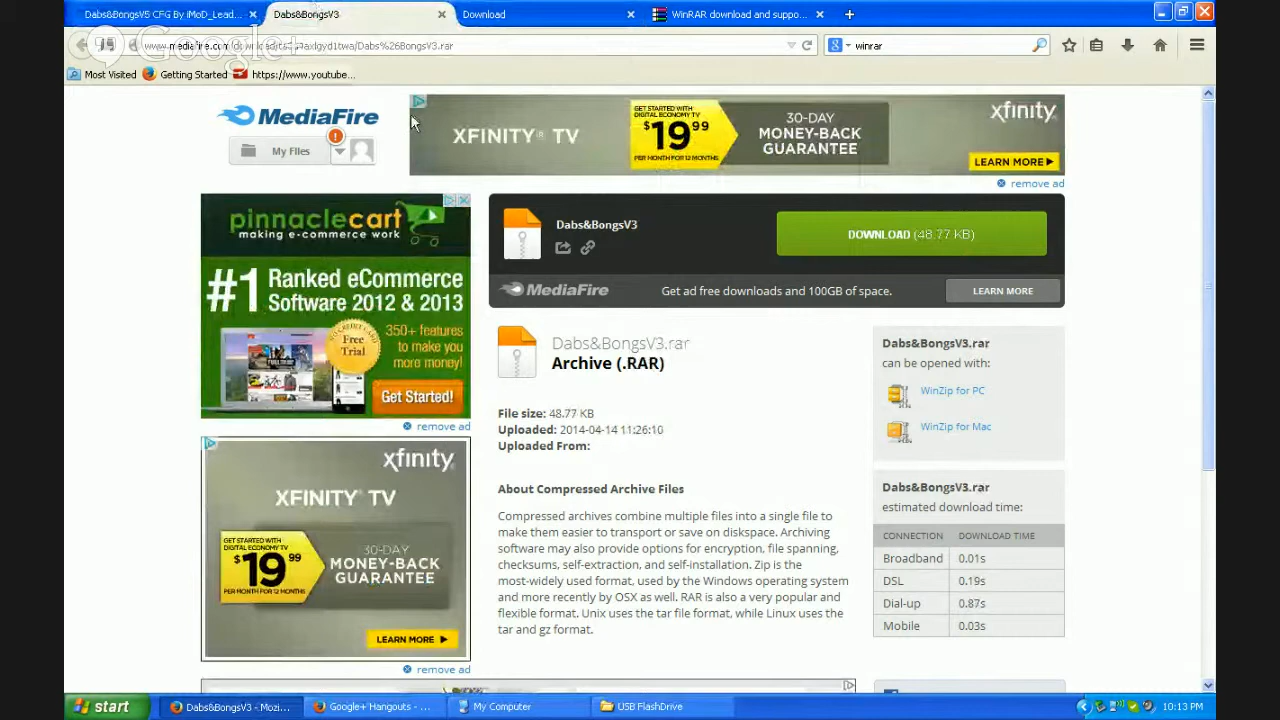 Dabs&BongsV5 CFG By iMoD_Lead...
Dabs&BongsV3
Download
WinRAR download and suppo...
Google+
winrar
Most Visited
Getting Started
https://www.youtube...
MediaFire
My Files
XFINITY® TV
GET STARTED WITH
DIGITAL ECONOMY TV
$19.99
PER MONTH FOR 12 MONTHS
30-DAY
MONEY-BACK
GUARANTEE
xfinity
LEARN MORE
remove ad
pinnaclecart
making e-commerce work
#1 Ranked eCommerce
Software 2012 & 2013
NO CREDIT CARD
Free
Trial
350+ features
to make you
more money!
Get Started!
remove ad
Dabs&BongsV3
DOWNLOAD (48.77 KB)
MediaFire
Get ad free downloads and 100GB of space.
LEARN MORE
Dabs&BongsV3.rar
Archive (.RAR)
File size: 48.77 KB
Uploaded: 2014-04-14 11:26:10
Uploaded From:
About Compressed Archive Files
Compressed archives combine multiple files into a single file to
make them easier to transport or save on diskspace. Archiving
software may also provide options for encryption, file spanning,
checksums, self-extraction, and self-installation. Zip is the
most-widely used format, used by the Windows operating system
and more recently by OSX as well. RAR is also a very popular and
flexible format. Unix uses the tar file format, while Linux uses the
tar and gz format.
Dabs&BongsV3.rar
can be opened with:
WinZip for PC
WinZip for Mac
Dabs&BongsV3.rar
estimated download time:
CONNECTION DOWNLOAD TIME
Broadband 0.01s
DSL 0.19s
Dial-up 0.87s
Mobile 0.03s
xfinity
XFINITY® TV
GET STARTED WITH
DIGITAL ECONOMY TV
$19.99
PER MONTH FOR 12 MONTHS
30-DAY
MONEY-BACK
GUARANTEE
LEARN MORE
remove ad
start
Dabs&BongsV3 - Mozi...
Google+ Hangouts - ...
My Computer
USB FlashDrive
10:13 PM